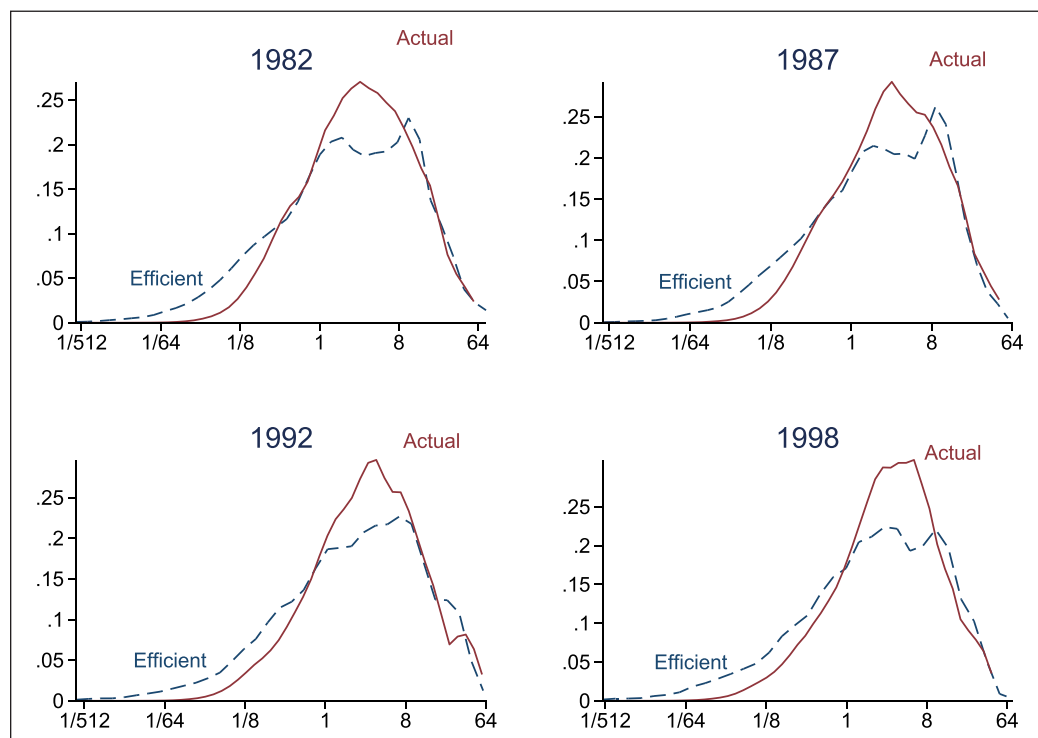 1982
Actual
.25
.2
.15
.1
.05
0
Efficient
1/512 1/64 1/8 1 8 64
1987
Actual
.25
.2
.15
.1
.05
0
Efficient
1/512 1/64 1/8 1 8 64
1992
Actual
.25
.2
.15
.1
.05
0
Efficient
1/512 1/64 1/8 1 8 64
1998
Actual
.25
.2
.15
.1
.05
0
Efficient
1/512 1/64 1/8 1 8 64